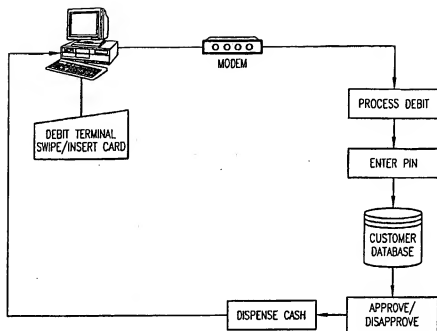 MODEM
PROCESS DEBIT
DEBIT TERMINAL
SWIPE/INSERT CARD
ENTER PIN
CUSTOMER
DATABASE
DISPENSE CASH
APPROVE/
DISAPPROVE